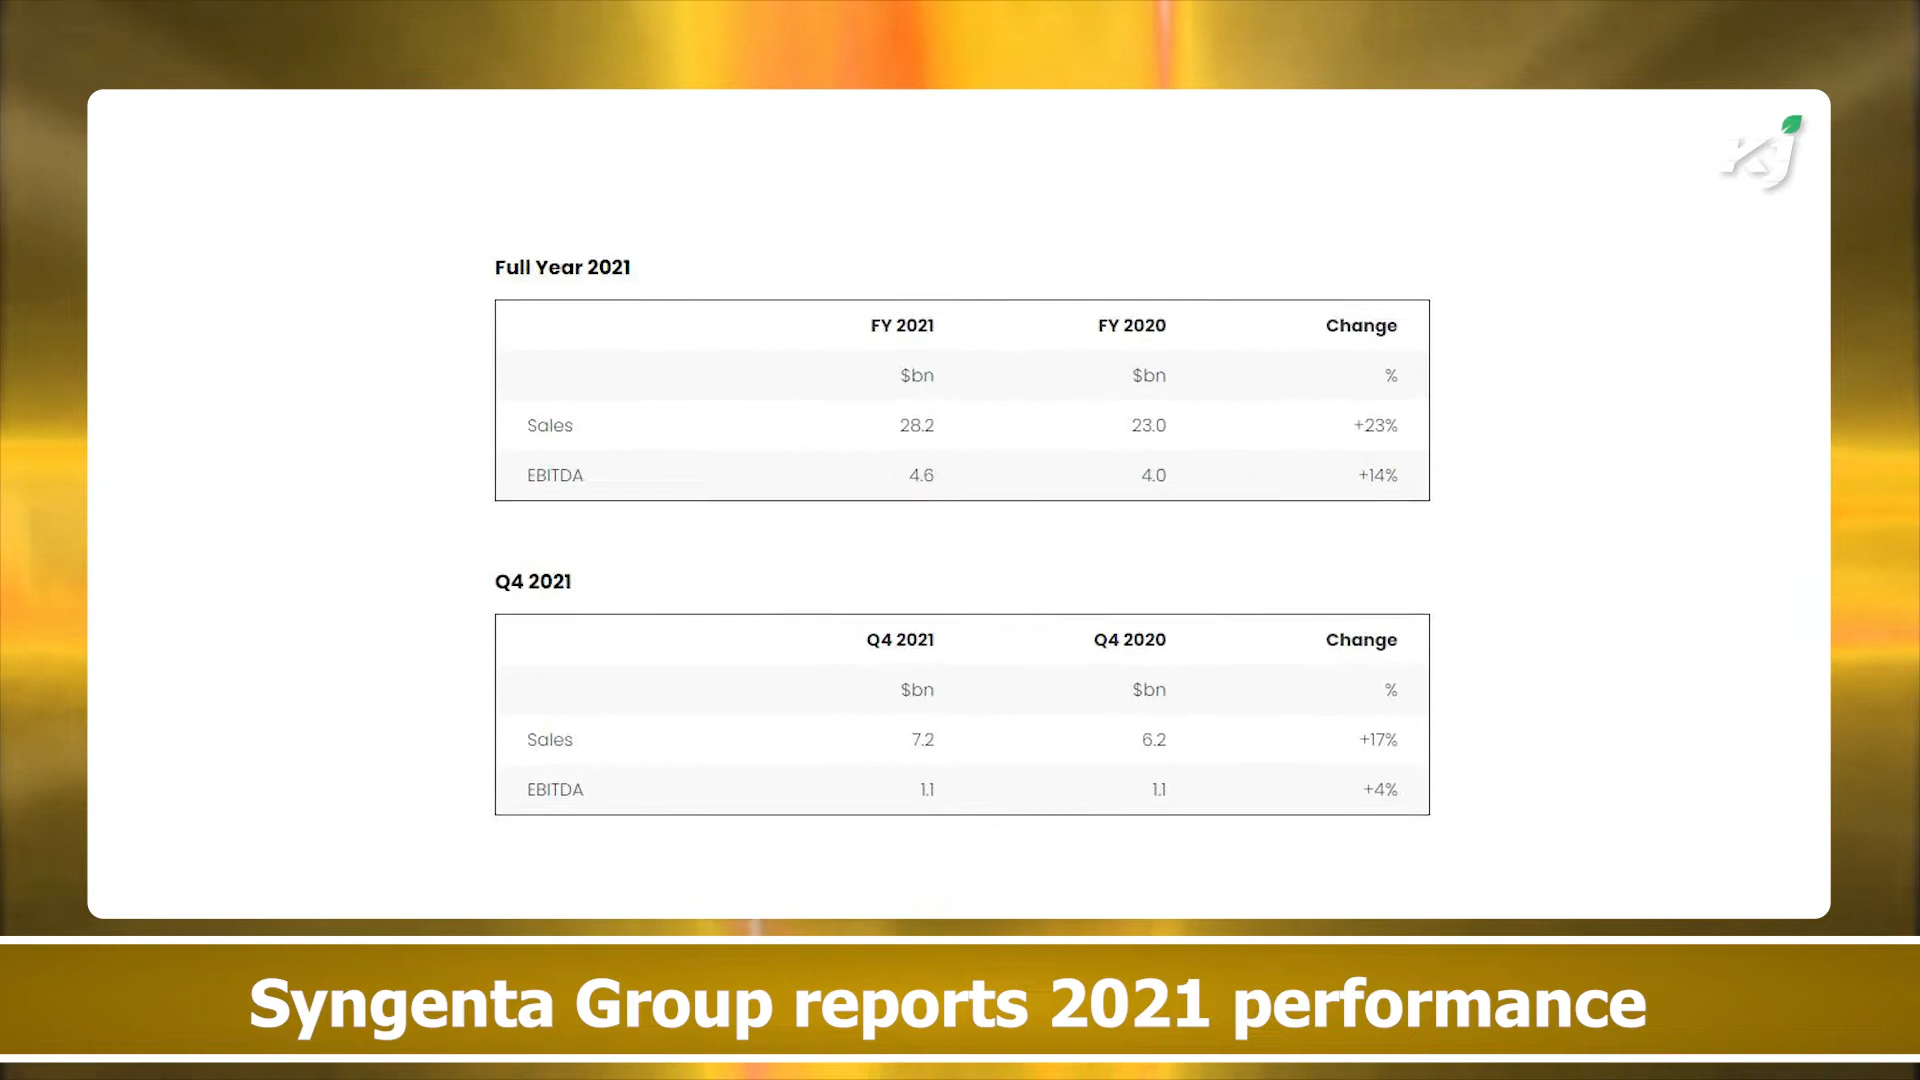 KJ
Full Year 2021
FY 2021 FY 2020 Change
$bn $bn %
Sales 28.2 23.0 +23%
EBITDA 4.6 4.0 +14%
Q4 2021
Q4 2021 Q4 2020 Change
$bn $bn %
Sales 7.2 6.2 +17%
EBITDA 1.1 1.1 +4%
Syngenta Group reports 2021 performance